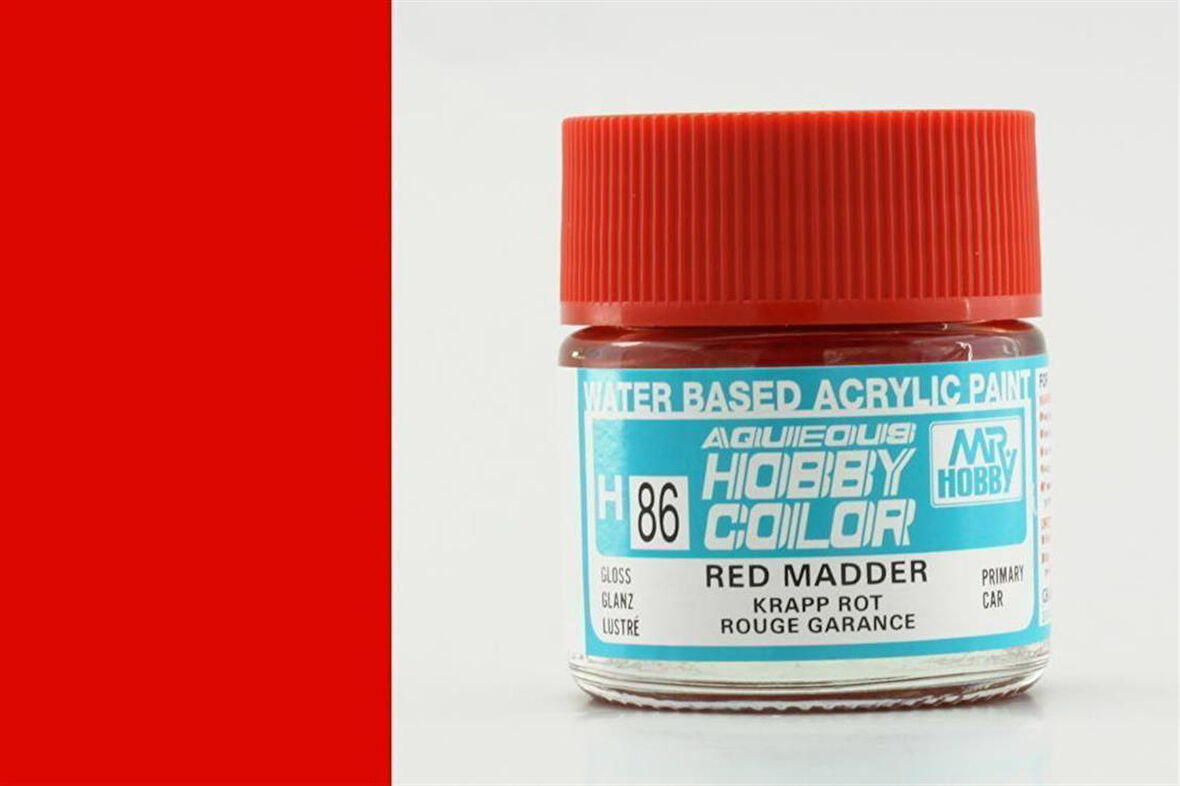 WATER BASED ACRYLIC PAINT
AQUEOUS
HOBBY
COLOR
MR.
HOBBY
H 86
GLOSS
GLANZ
LUSTRÉ
RED MADDER
KRAPP ROT
ROUGE GARANCE
PRIMARY
CAR